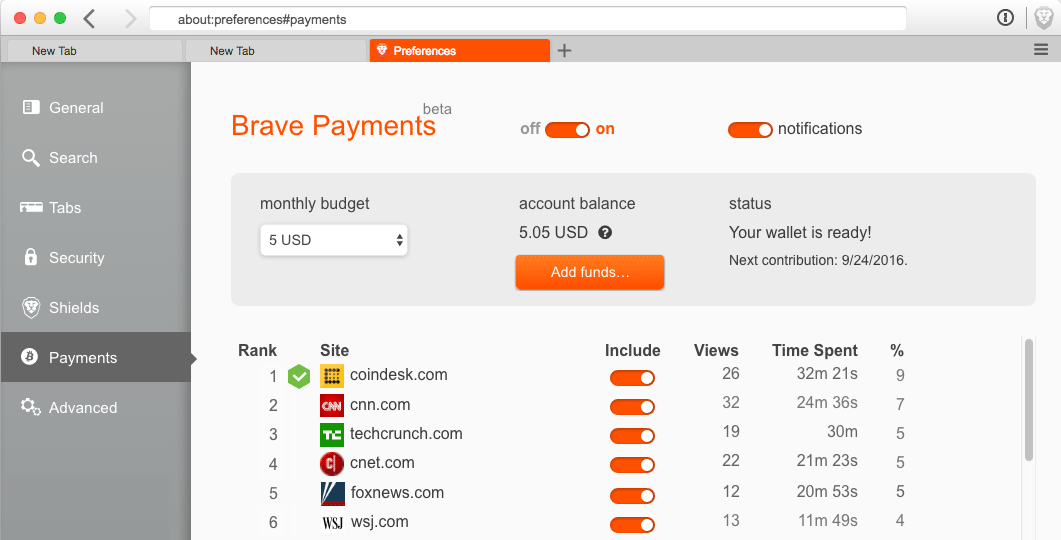 about:preferences#payments
New Tab New Tab Preferences
General
Search
Tabs
Security
Shields
Payments
Advanced
Brave Payments beta
off on
notifications
monthly budget
5 USD
account balance
5.05 USD
Add funds...
status
Your wallet is ready!
Next contribution: 9/24/2016.
Rank Site Include Views Time Spent %
1 coindesk.com 26 32m 21s 9
2 CNN cnn.com 32 24m 36s 7
3 TC techcrunch.com 19 30m 5
4 c| cnet.com 22 21m 23s 5
5 foxnews.com 12 20m 53s 5
6 WSJ wsj.com 13 11m 49s 4